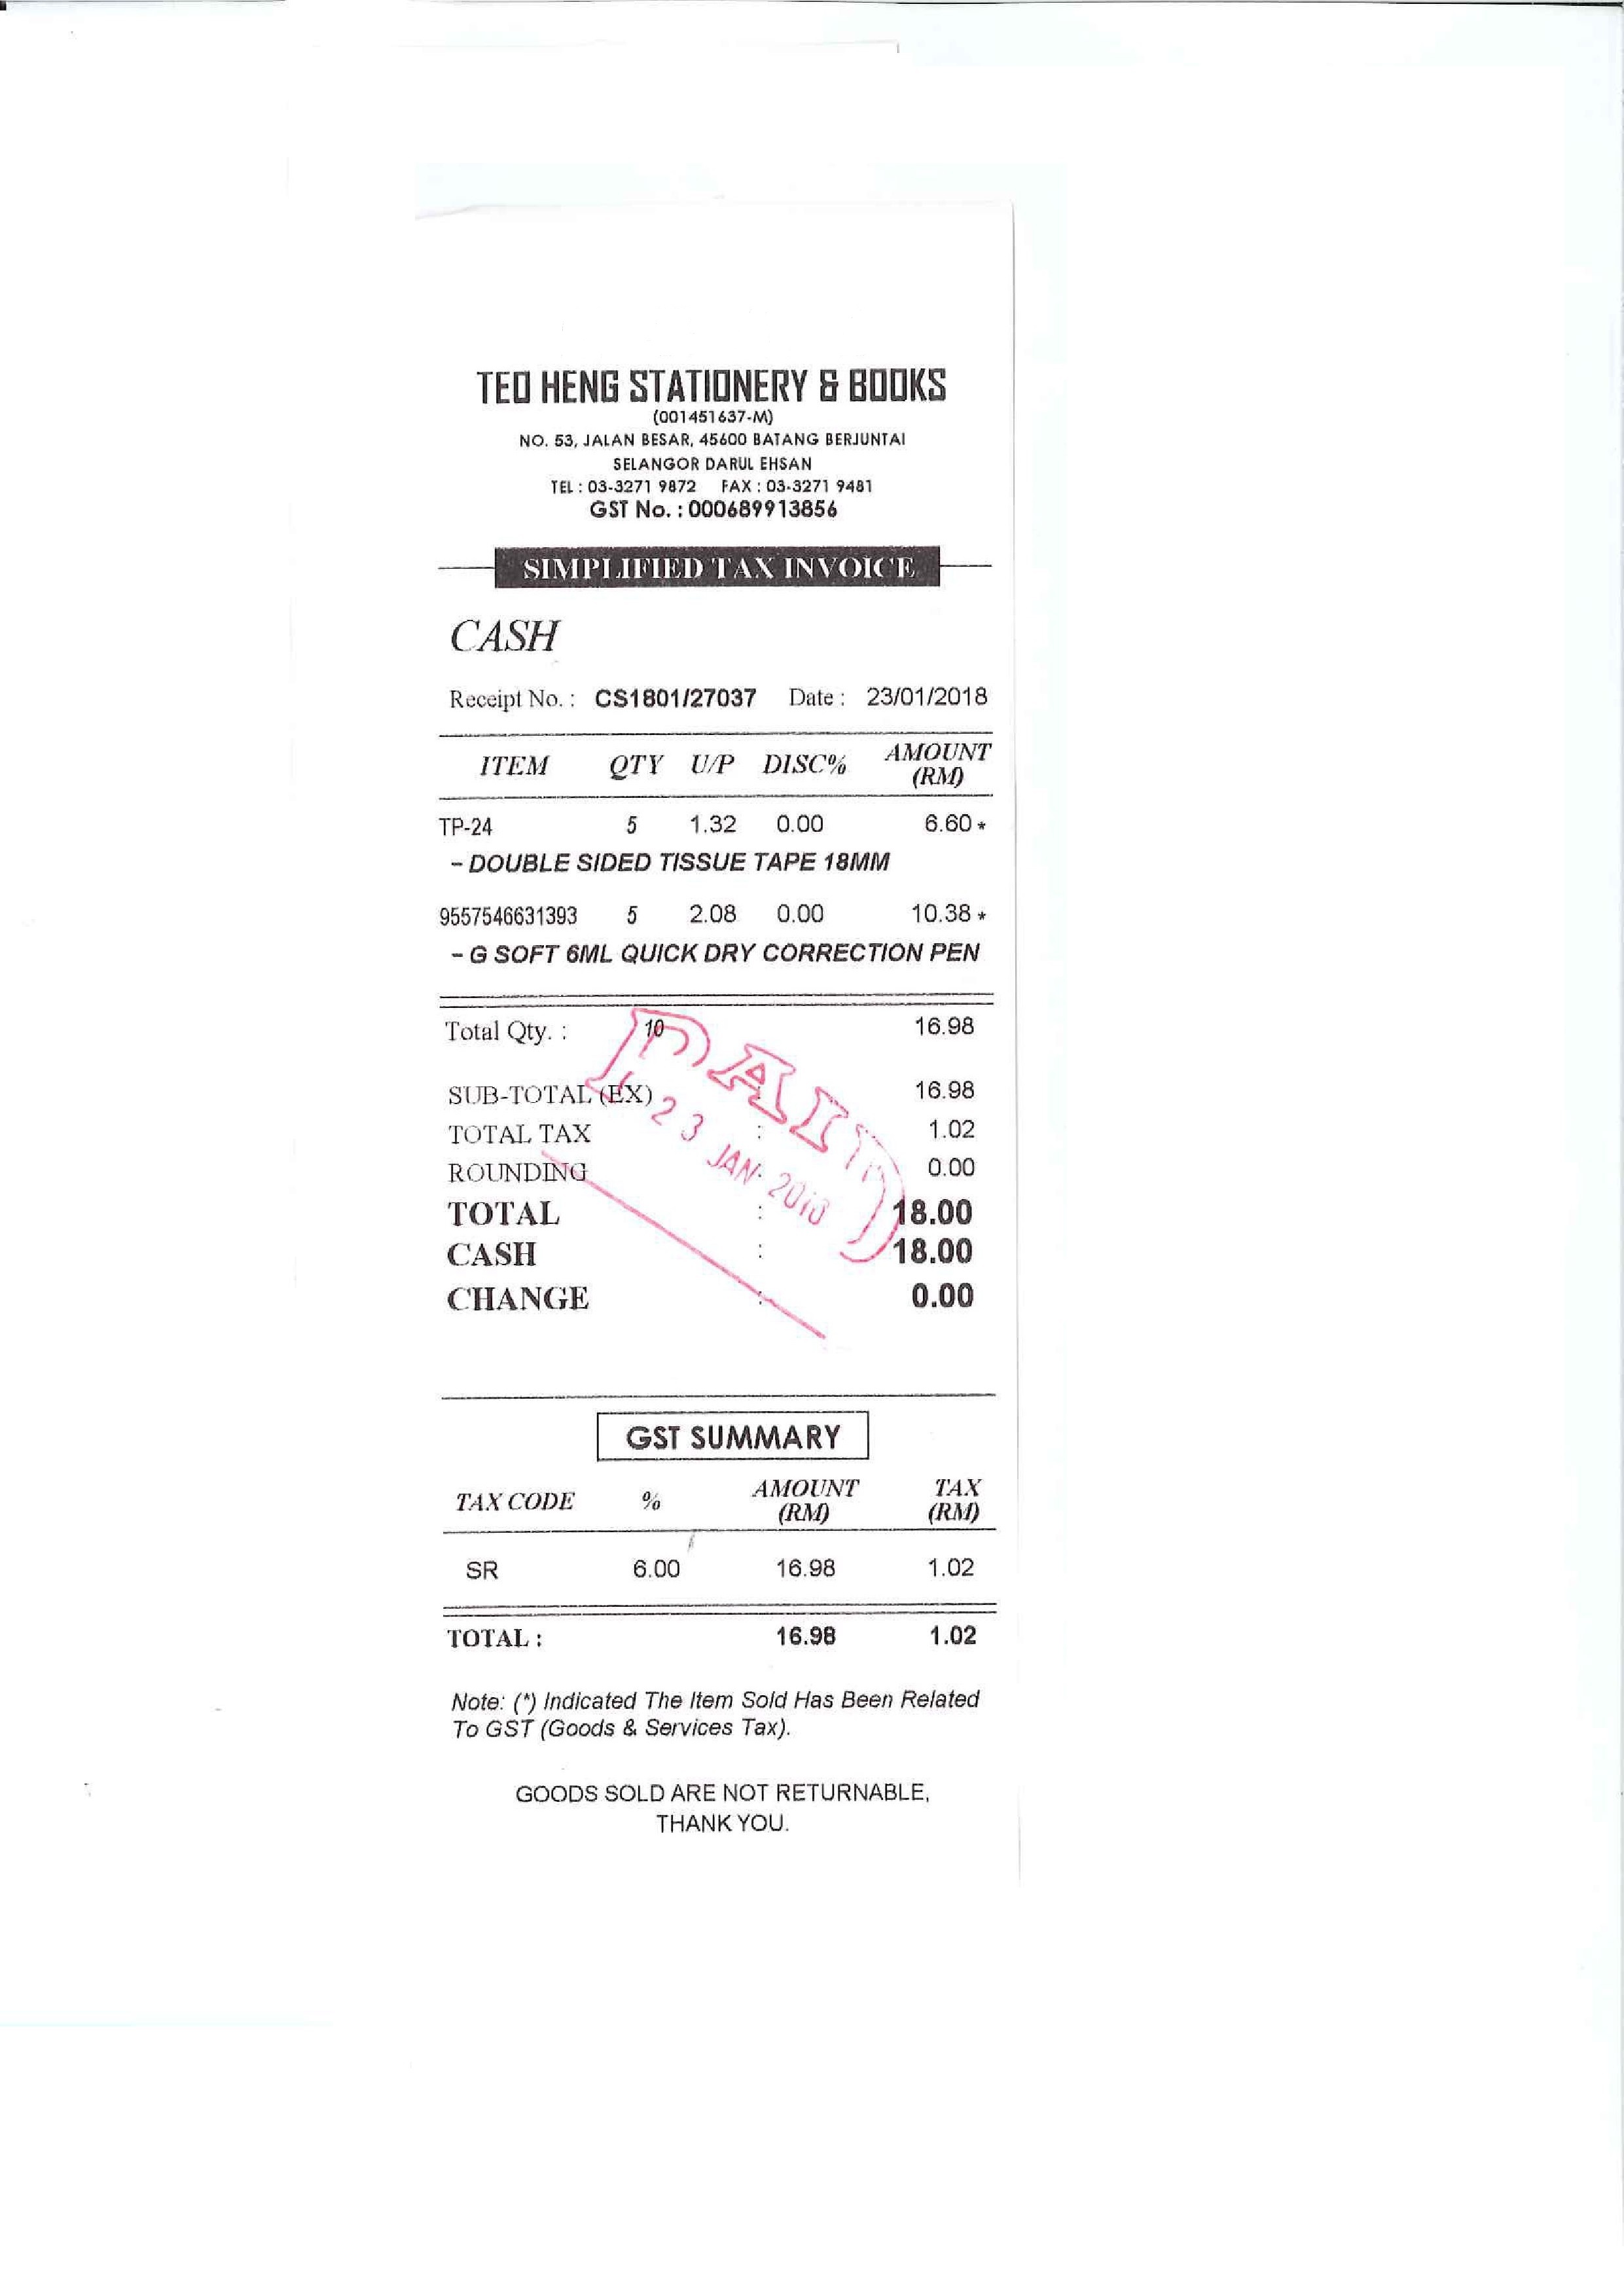 TEO HENG STATIONERY & BOOKS
(001451637-M)
NO. 53, JALAN BESAR, 45600 BATANG BERJUNTAI
SELANGOR DARUL EHSAN
TEL : 03-3271 9872 FAX : 03-3271 9481
GST No. : 000689913856
SIMPLIFIED TAX INVOICE
CASH
Receipt No. : CS1801/27037 Date : 23/01/2018
ITEM QTY U/P DISC% AMOUNT (RM)
TP-24 5 1.32 0.00 6.60 *
- DOUBLE SIDED TISSUE TAPE 18MM
9557546631393 5 2.08 0.00 10.38 *
- G SOFT 6ML QUICK DRY CORRECTION PEN
Total Qty. : 10 16.98
SUB-TOTAL (EX) 16.98
TOTAL TAX : 1.02
ROUNDING 0.00
TOTAL : 18.00
CASH : 18.00
CHANGE : 0.00
PAID
23 JAN 2018
GST SUMMARY
TAX CODE % AMOUNT (RM) TAX (RM)
SR 6.00 16.98 1.02
TOTAL : 16.98 1.02
Note: (*) Indicated The Item Sold Has Been Related
To GST (Goods & Services Tax).
GOODS SOLD ARE NOT RETURNABLE,
THANK YOU.